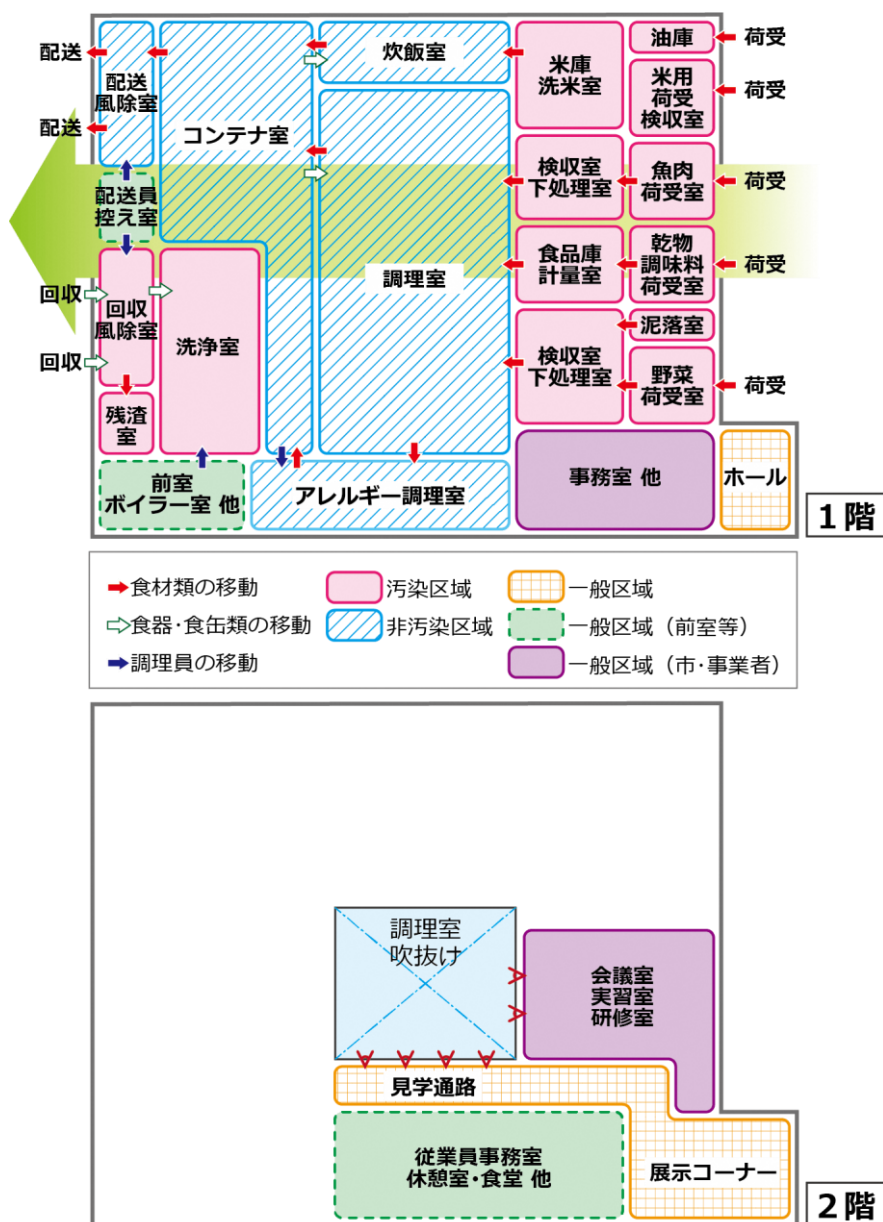 配送
配送
回収
回収
配送
風除室
配送員
控え室
回収
風除室
残渣
室
コンテナ室
洗浄室
前室
ボイラー室 他
炊飯室
調理室
アレルギー調理室
米庫
洗米室
検収室
下処理室
食品庫
計量室
検収室
下処理室
事務室 他
油庫
米用
荷受
検収室
魚肉
荷受室
乾物
調味料
荷受室
泥落室
野菜
荷受室
ホール
荷受
荷受
荷受
荷受
荷受
1階
食材類の移動
食器・食缶類の移動
調理員の移動
汚染区域
非汚染区域
一般区域
一般区域（前室等）
一般区域（市・事業者）
調理室
吹抜け
会議室
実習室
研修室
見学通路
従業員事務室
休憩室・食堂 他
展示コーナー
2階